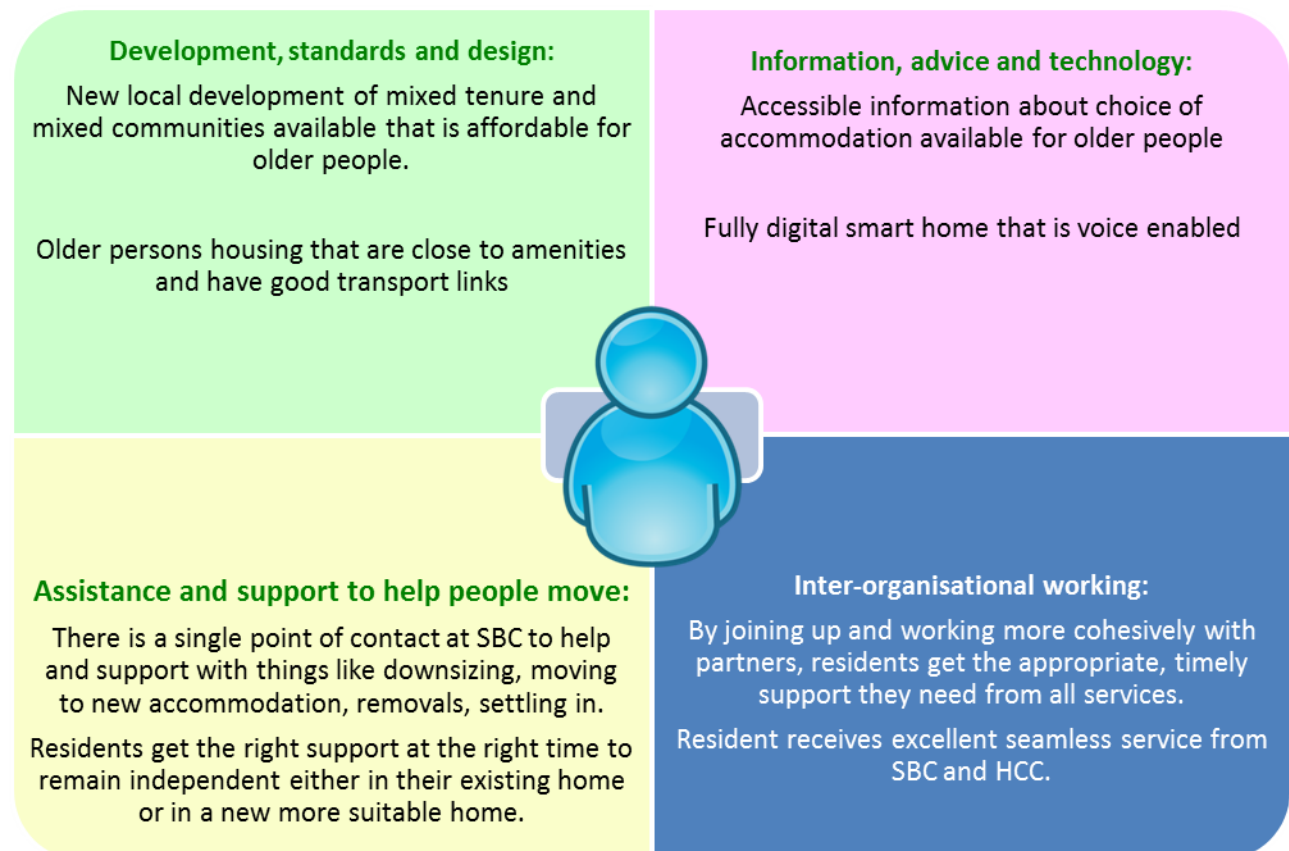 Development, standards and design:
New local development of mixed tenure and
mixed communities available that is affordable for
older people.
Older persons housing that are close to amenities
and have good transport links
Information, advice and technology:
Accessible information about choice of
accommodation available for older people
Fully digital smart home that is voice enabled
Assistance and support to help people move:
There is a single point of contact at SBC to help
and support with things like downsizing, moving
to new accommodation, removals, settling in.
Residents get the right support at the right time to
remain independent either in their existing home
or in a new more suitable home.
Inter-organisational working:
By joining up and working more cohesively with
partners, residents get the appropriate, timely
support they need from all services.
Resident receives excellent seamless service from
SBC and HCC.